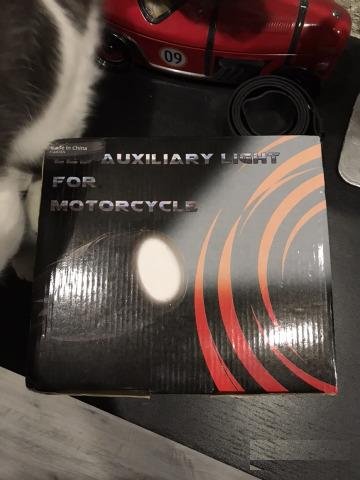 09
Made in China
LED AUXILIARY LIGHT
FOR
MOTORCYCLE